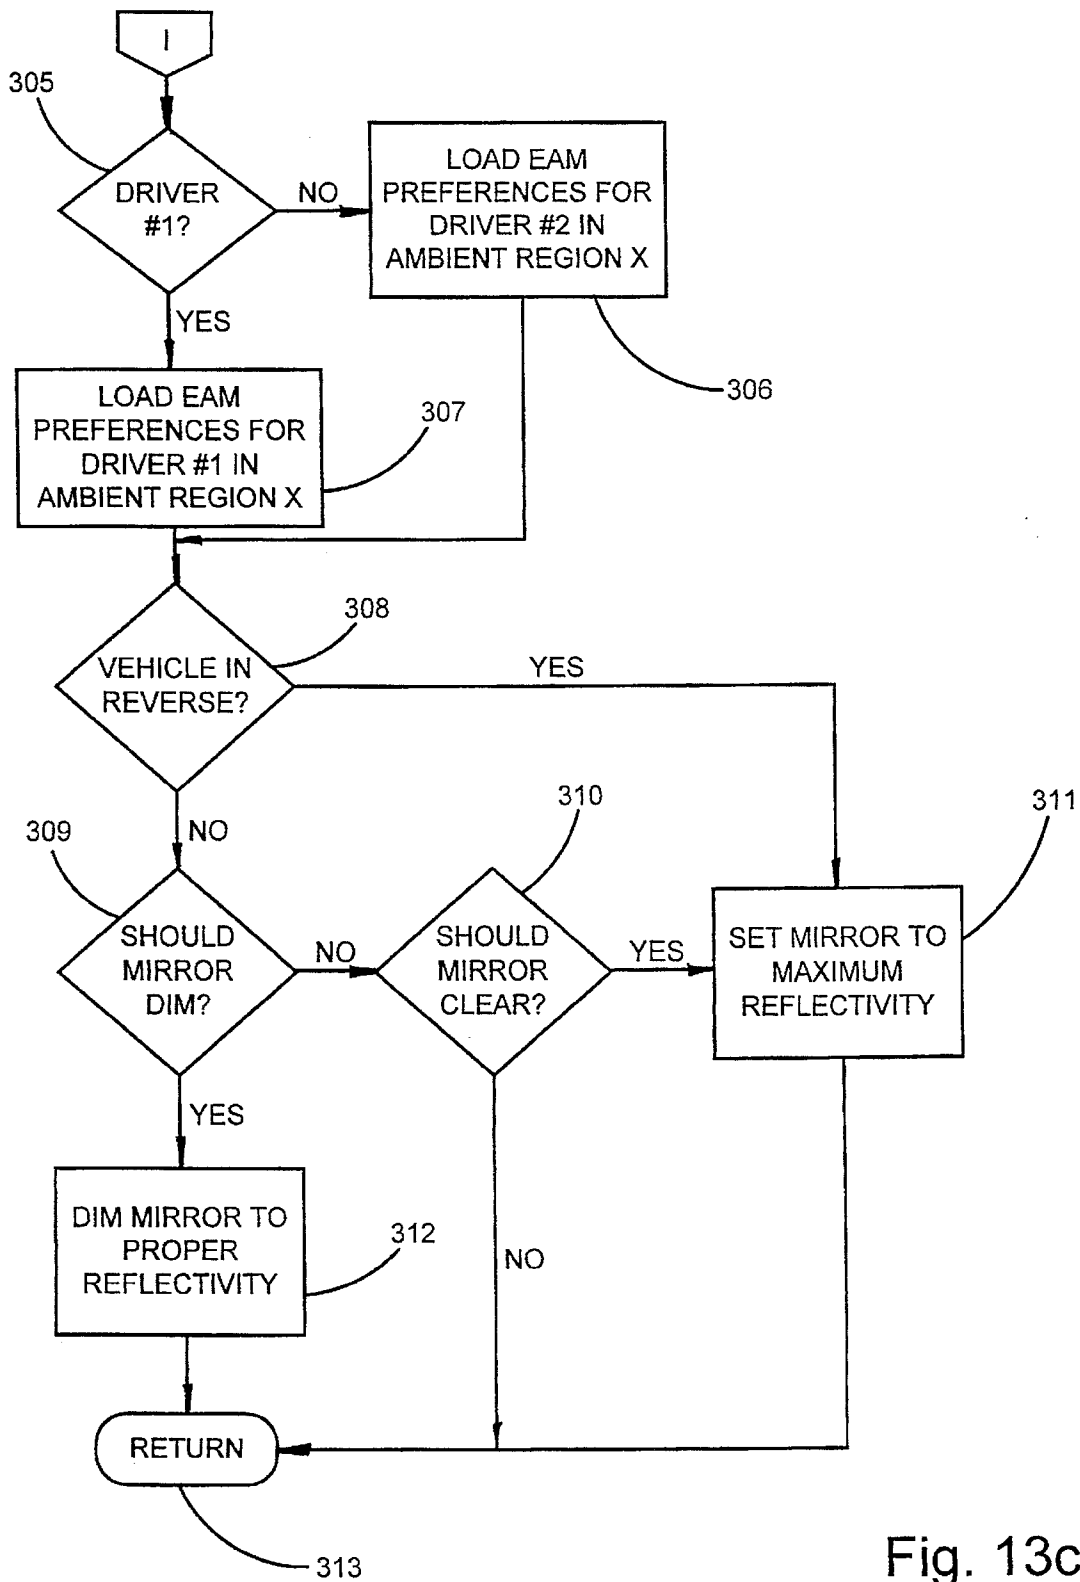 I
305
DRIVER
#1?
NO
LOAD EAM
PREFERENCES FOR
DRIVER #2 IN
AMBIENT REGION X
YES
306
LOAD EAM
PREFERENCES FOR
DRIVER #1 IN
AMBIENT REGION X
307
308
VEHICLE IN
REVERSE?
YES
NO
309
310
311
SHOULD
MIRROR
DIM?
NO
SHOULD
MIRROR
CLEAR?
YES
SET MIRROR TO
MAXIMUM
REFLECTIVITY
YES
DIM MIRROR TO
PROPER
REFLECTIVITY
312
NO
RETURN
313
Fig. 13c